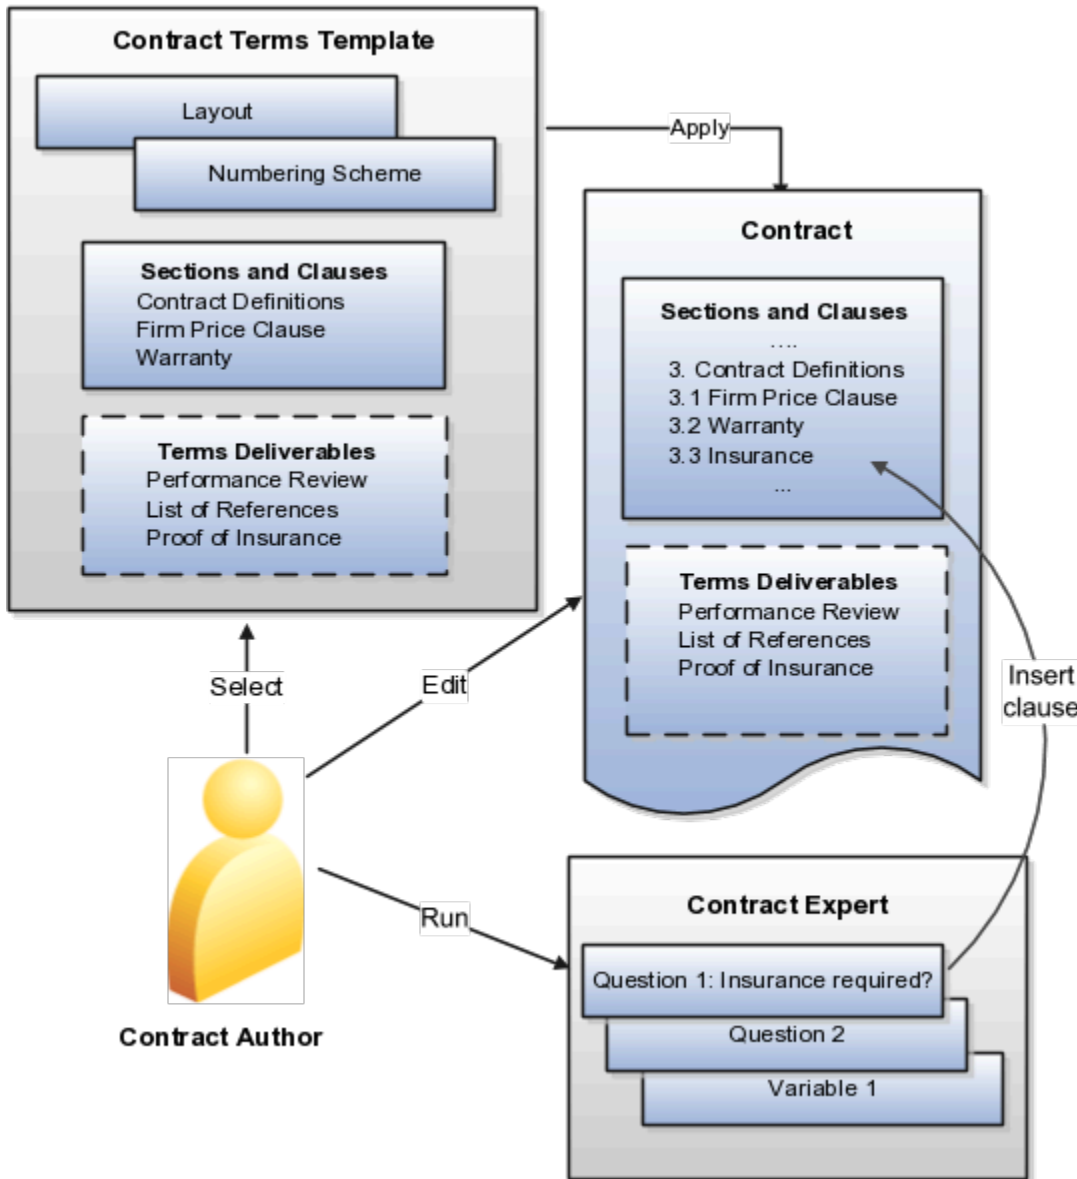 Contract Terms Template
Layout
Numbering Scheme
Sections and Clauses
Contract Definitions
Firm Price Clause
Warranty
Terms Deliverables
Performance Review
List of References
Proof of Insurance
Apply
Contract
Sections and Clauses
....
3. Contract Definitions
3.1 Firm Price Clause
3.2 Warranty
3.3 Insurance
...
Terms Deliverables
Performance Review
List of References
Proof of Insurance
Select
Edit
Insert
clause
Run
Contract Author
Contract Expert
Question 1: Insurance required?
Question 2
Variable 1